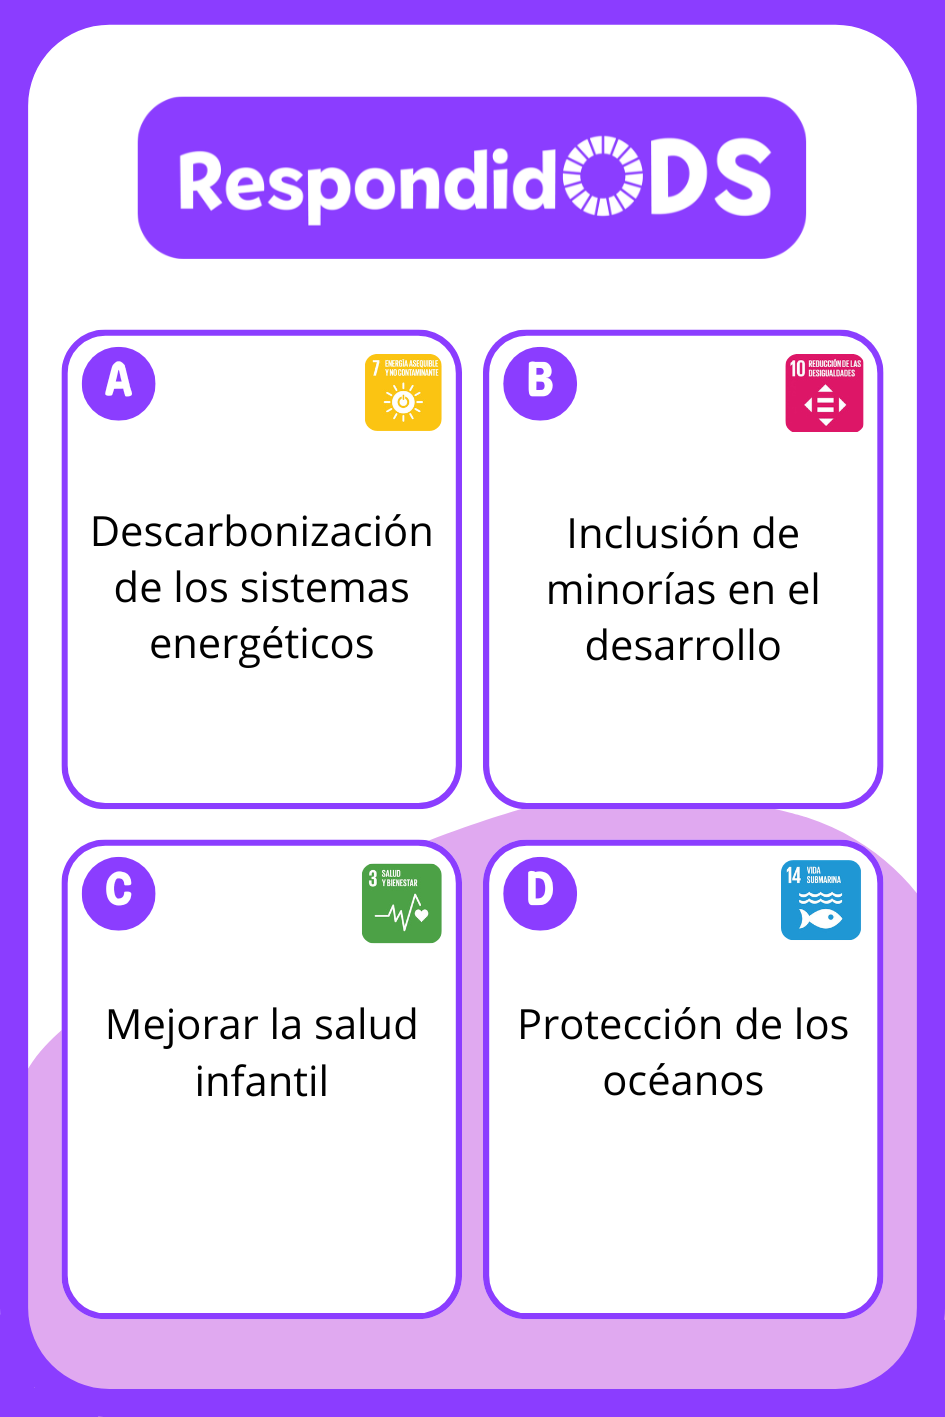 RespondidODS
A
7 ENERGÍA ASEQUIBLE
Y NO CONTAMINANTE
Descarbonización
de los sistemas
energéticos
B
10 REDUCCIÓN DE LAS
DESIGUALDADES
Inclusión de
minorías en el
desarrollo
C
3 SALUD
Y BIENESTAR
Mejorar la salud
infantil
D
14 VIDA
SUBMARINA
Protección de los
océanos